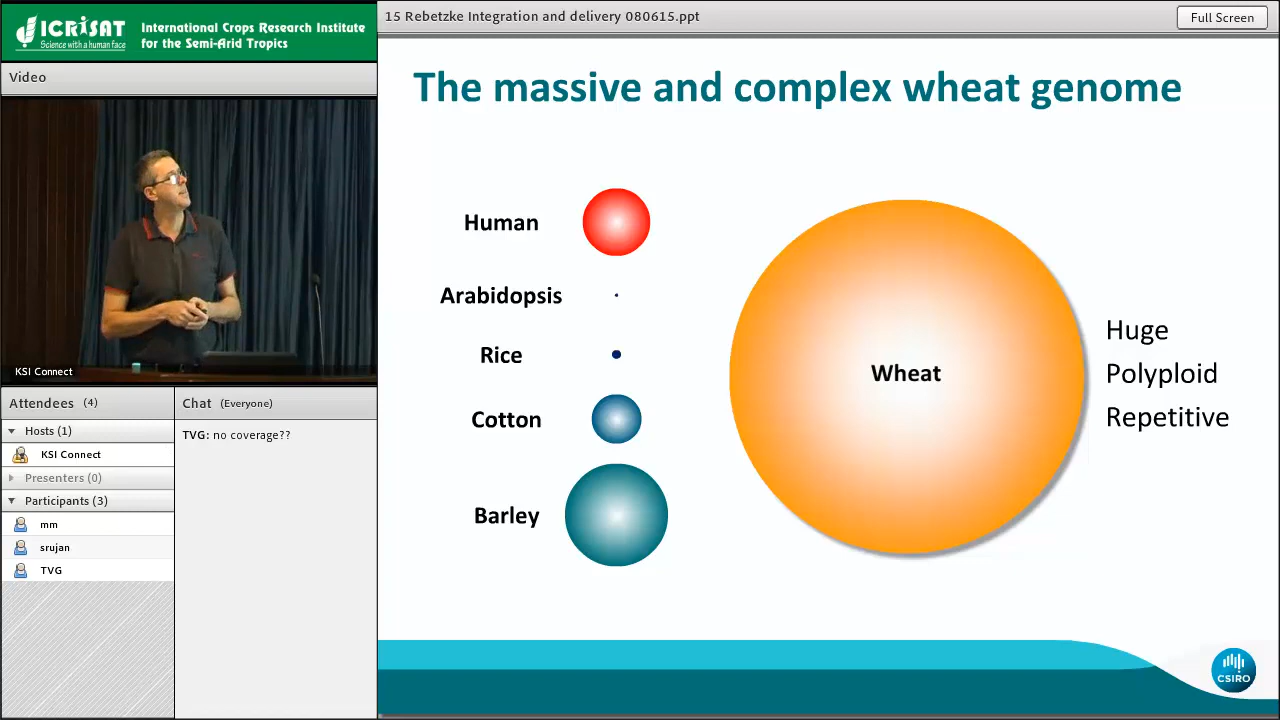 ICRISAT
Science with a human face
International Crops Research Institute
for the Semi-Arid Tropics
Video
KSI Connect
Attendees (4)
Hosts (1)
KSI Connect
Presenters (0)
Participants (3)
mm
srujan
TVG
Chat (Everyone)
TVG: no coverage??
15 Rebetzke Integration and delivery 080615.ppt
Full Screen
The massive and complex wheat genome
Human
Arabidopsis
Rice
Cotton
Barley
Wheat
Huge
Polyploid
Repetitive
CSIRO